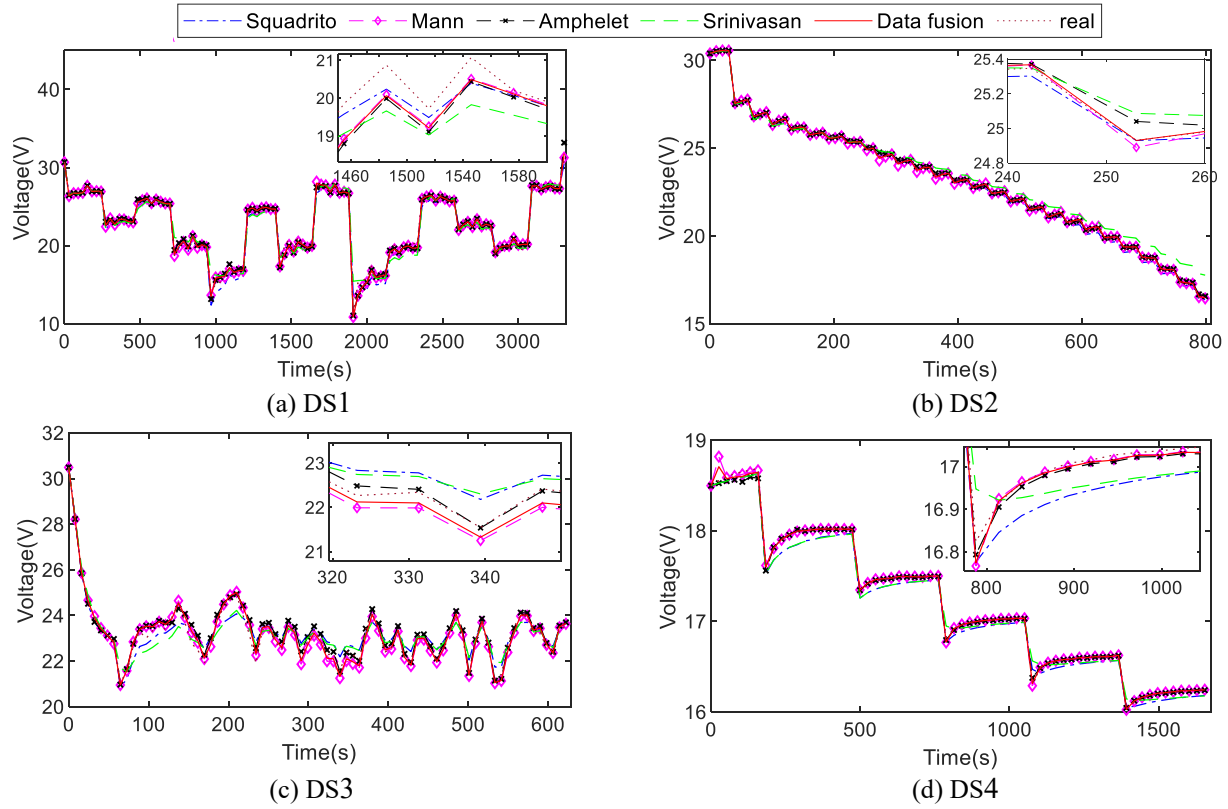 Squadrito Mann Amphelet Srinivasan Data fusion real
Voltage(V)
40
30
20
10
0 500 1000 1500 2000 2500 3000
Time(s)
21
20
19
1460 1500 1540 1580
(a) DS1
Voltage(V)
30
25
20
15
0 200 400 600 800
Time(s)
25.4
25.2
25
24.8
240 250 260
(b) DS2
Voltage(V)
32
30
28
26
24
22
20
0 100 200 300 400 500 600
Time(s)
23
22
21
320 330 340
(c) DS3
Voltage(V)
19
18
17
16
0 500 1000 1500
Time(s)
17
16.9
16.8
800 900 1000
(d) DS4